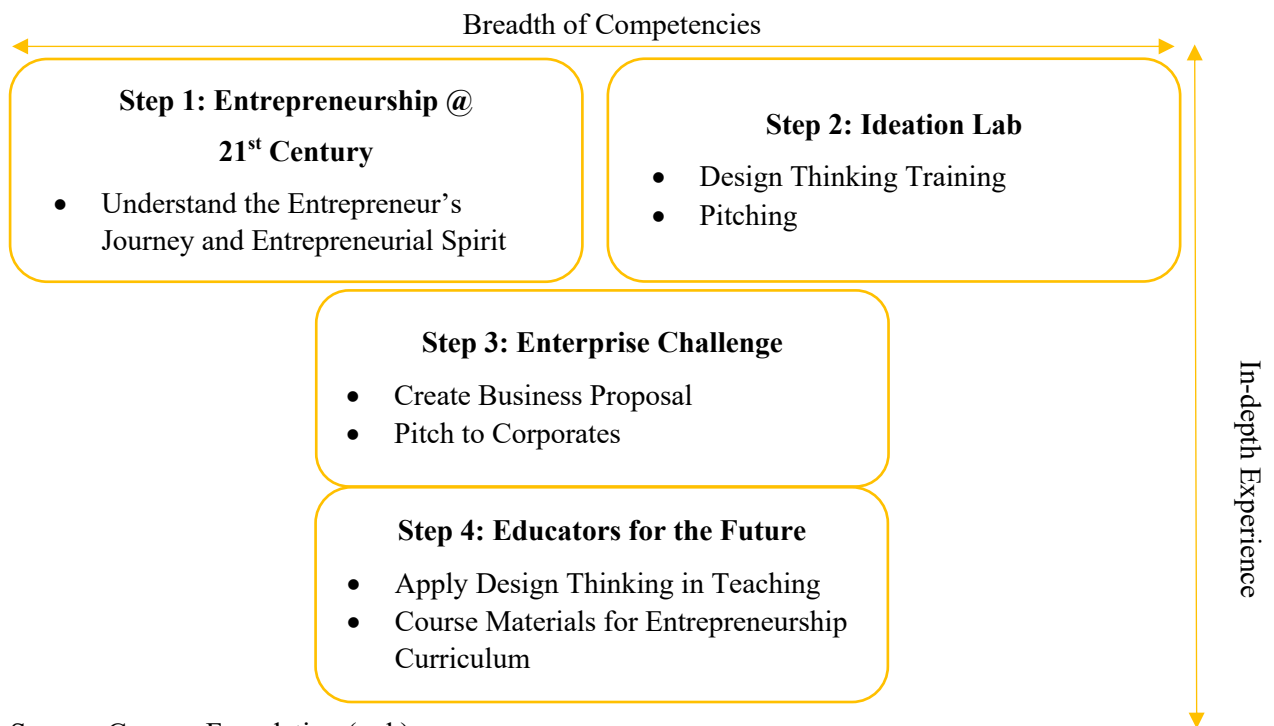 Breadth of Competencies
Step 1: Entrepreneurship @
21st Century
• Understand the Entrepreneur’s
Journey and Entrepreneurial Spirit
Step 2: Ideation Lab
• Design Thinking Training
• Pitching
Step 3: Enterprise Challenge
• Create Business Proposal
• Pitch to Corporates
In-depth Experience
Step 4: Educators for the Future
• Apply Design Thinking in Teaching
• Course Materials for Entrepreneurship
Curriculum